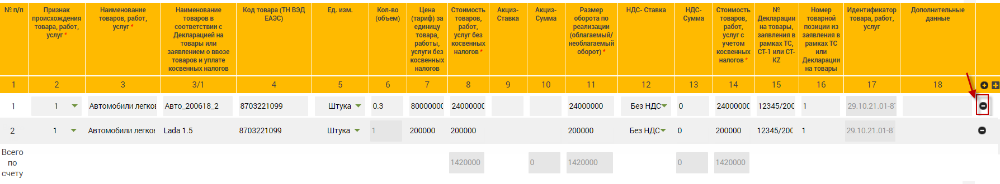 № п/п
Признак
происхождения
товара, работ,
услуг *
Наименование
товаров, работ,
услуг *
Наименование
товаров в
соответствии с
Декларацией на
товары или
заявлением о ввозе
товаров и уплате
косвенных налогов
Код товара (ТН ВЭД
ЕАЭС)
Ед. изм.
Кол-во
(объем)
Цена
(тариф) за
единицу
товара,
работы,
услуги без
косвенных
налогов
Стоимость
товаров,
работ,
услуг без
косвенных
налогов *
Акциз-
Ставка
Акциз-
Сумма
Размер
оборота по
реализации
(облагаемый/
необлагаемый
оборот) *
НДС- Ставка
НДС-
Сумма
Стоимость
товаров,
работ,
услуг с
учетом
косвенных
налогов *
№
Декларации
на товары,
заявления в
рамках ТС,
СТ-1 или СТ-
KZ
Номер
товарной
позиции из
заявления в
рамках ТС
или
Декларации
на товары
Идентификатор
товара, работ,
услуг
Дополнительные
данные
1 2 3 3/1 4 5 6 7 8 9 10 11 12 13 14 15 16 17 18
1 1 Автомобили легков Авто_200618_2 8703221099 Штука 0.3 80000000 24000000 24000000 Без НДС 0 24000000 12345/200 1 29.10.21.01-87
2 1 Автомобили легков Lada 1.5 8703221099 Штука 1 200000 200000 200000 Без НДС 0 200000 12345/200 1 29.10.21.01-87
Всего
по
счету
1420000 0 1420000 0 1420000